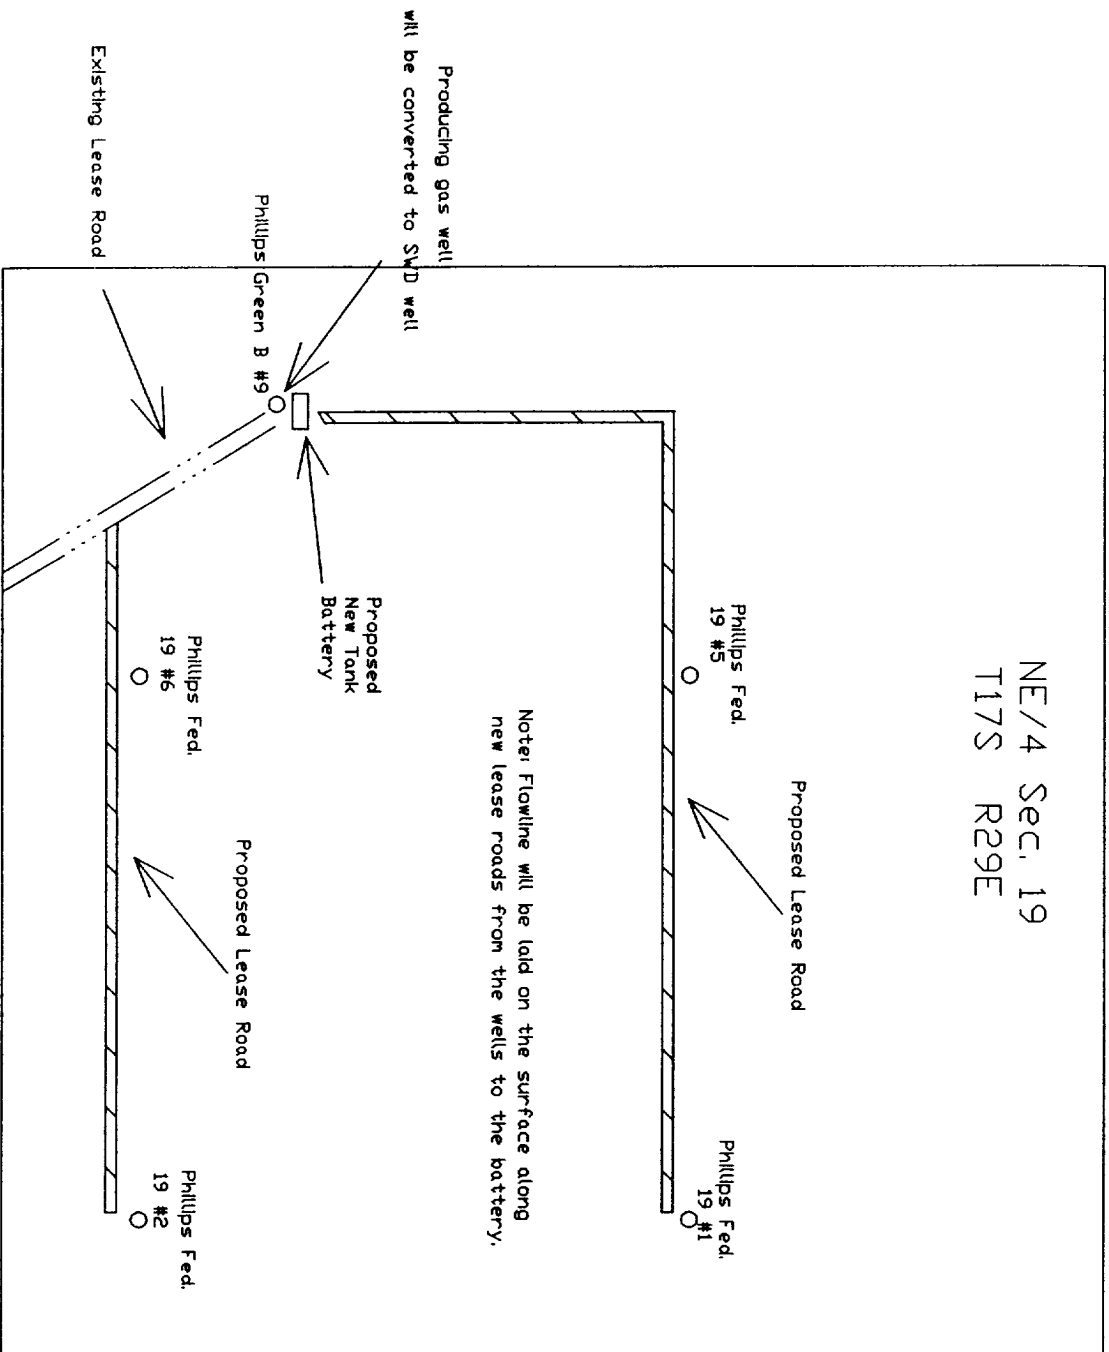 NE/4 Sec. 19
T17S R29E
Phillips Fed.
19 #5
Proposed Lease Road
Phillips Fed.
19 #1
Note: Flowline will be laid on the surface along
new lease roads from the wells to the battery.
Producing gas well
will be converted to SWD well
Proposed
New Tank
Battery
Phillips Green B #9
Proposed Lease Road
Phillips Fed.
19 #6
Phillips Fed.
19 #2
Existing Lease Road